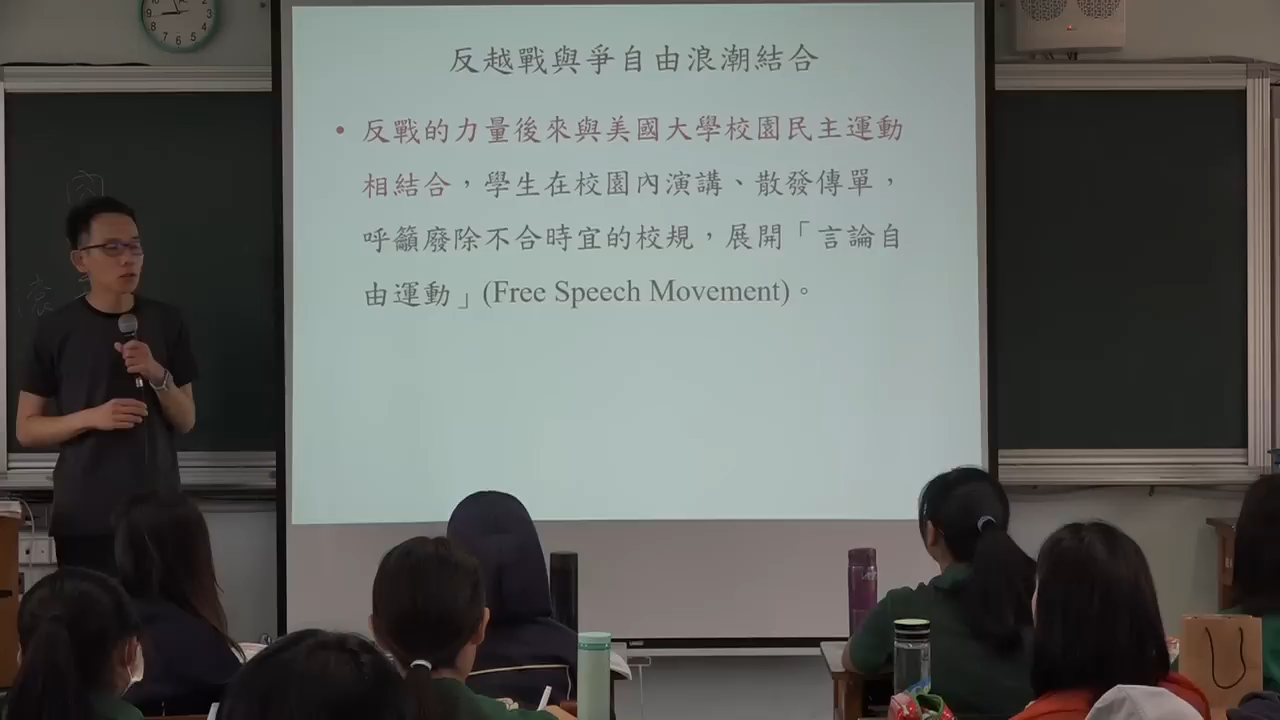 反越戰與爭自由浪潮結合
• 反戰的力量後來與美國大學校園民主運動
相結合，學生在校園內演講、散發傳單，
呼籲廢除不合時宜的校規，展開「言論自
由運動」(Free Speech Movement)。